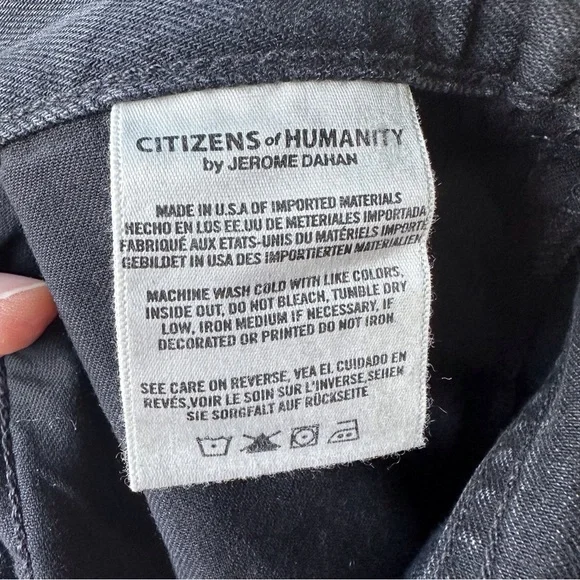 CITIZENS of HUMANITY
by JEROME DAHAN
MADE IN U.S.A OF IMPORTED MATERIALS
HECHO EN LOS EE.UU DE METERIALES IMPORTADA
FABRIQUÉ AUX ETATS-UNIS DU MATÉRIELS IMPORTÉ
GEBILDET IN USA DES IMPORTIERTEN MATERIALIEN
MACHINE WASH COLD WITH LIKE COLORS,
INSIDE OUT, DO NOT BLEACH, TUMBLE DRY
LOW, IRON MEDIUM IF NECESSARY, IF
DECORATED OR PRINTED DO NOT IRON
SEE CARE ON REVERSE, VEA EL CUIDADO EN
REVÉS,VOIR LE SOIN SUR L'INVERSE,SEHEN
SIE SORGFALT AUF RÜCKSEITE